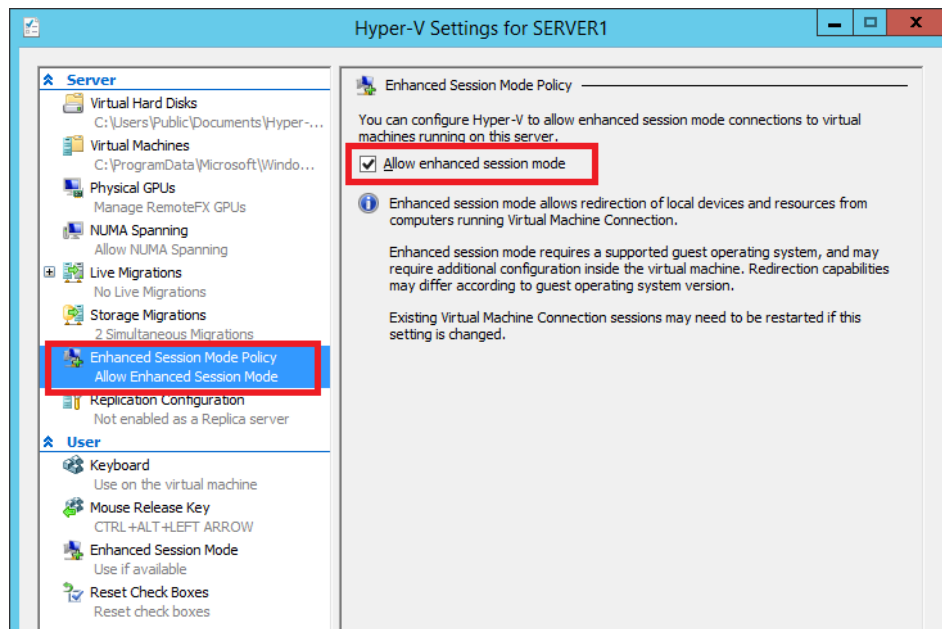 Hyper-V Settings for SERVER1
Server
Virtual Hard Disks
C:\Users\Public\Documents\Hyper-...
Virtual Machines
C:\ProgramData\Microsoft\Windo...
Physical GPUs
Manage RemoteFX GPUs
NUMA Spanning
Allow NUMA Spanning
Live Migrations
No Live Migrations
Storage Migrations
2 Simultaneous Migrations
Enhanced Session Mode Policy
Allow Enhanced Session Mode
Replication Configuration
Not enabled as a Replica server
User
Keyboard
Use on the virtual machine
Mouse Release Key
CTRL+ALT+LEFT ARROW
Enhanced Session Mode
Use if available
Reset Check Boxes
Reset check boxes
Enhanced Session Mode Policy
You can configure Hyper-V to allow enhanced session mode connections to virtual
machines running on this server.
Allow enhanced session mode
Enhanced session mode allows redirection of local devices and resources from
computers running Virtual Machine Connection.
Enhanced session mode requires a supported guest operating system, and may
require additional configuration inside the virtual machine. Redirection capabilities
may differ according to guest operating system version.
Existing Virtual Machine Connection sessions may need to be restarted if this
setting is changed.